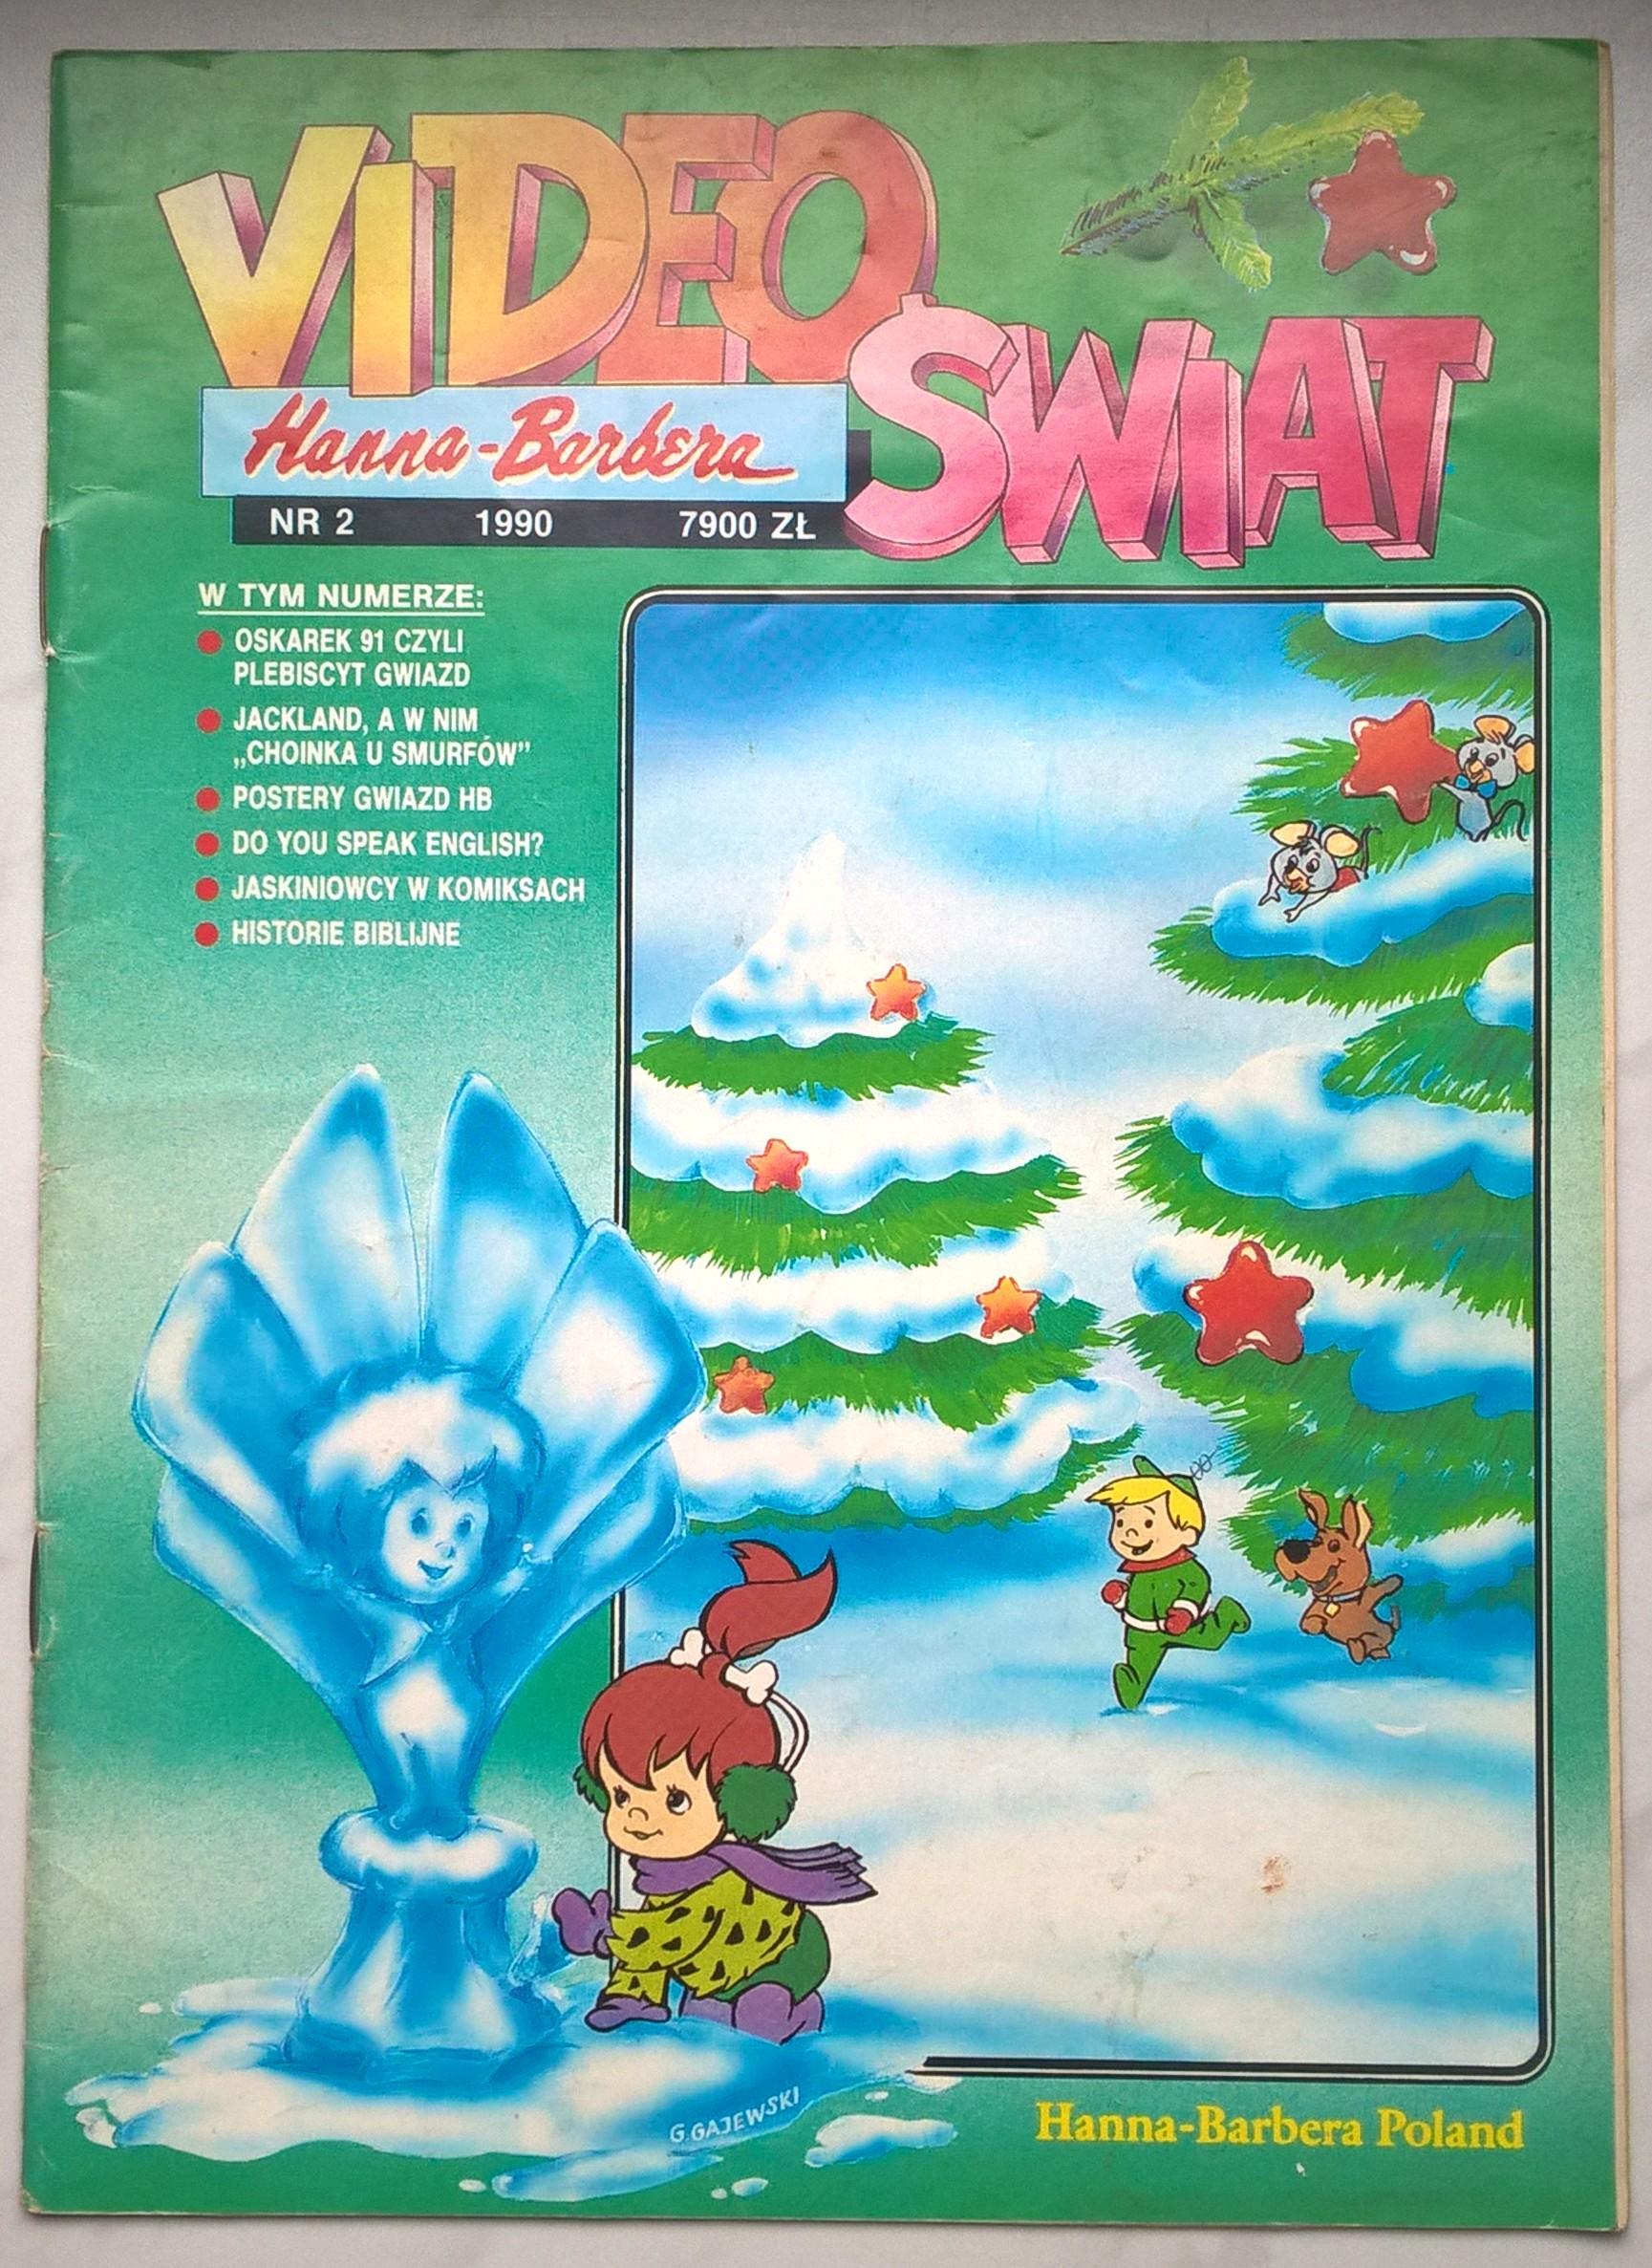 VIDEO
ŚWIAT
Hanna-Barbera
NR 2 1990 7900 ZŁ
W TYM NUMERZE:
OSKAREK 91 CZYLI
PLEBISCYT GWIAZD
JACKLAND, A W NIM
„CHOINKA U SMURFÓW”
POSTERY GWIAZD HB
DO YOU SPEAK ENGLISH?
JASKINIOWCY W KOMIKSACH
HISTORIE BIBLIJNE
G.GAJEWSKI
Hanna-Barbera Poland